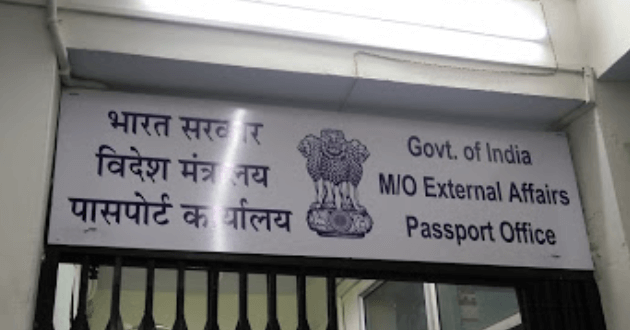 भारत सरकार
विदेश मंत्रालय
पासपोर्ट कार्यालय
Govt. of India
M/O External Affairs
Passport Office